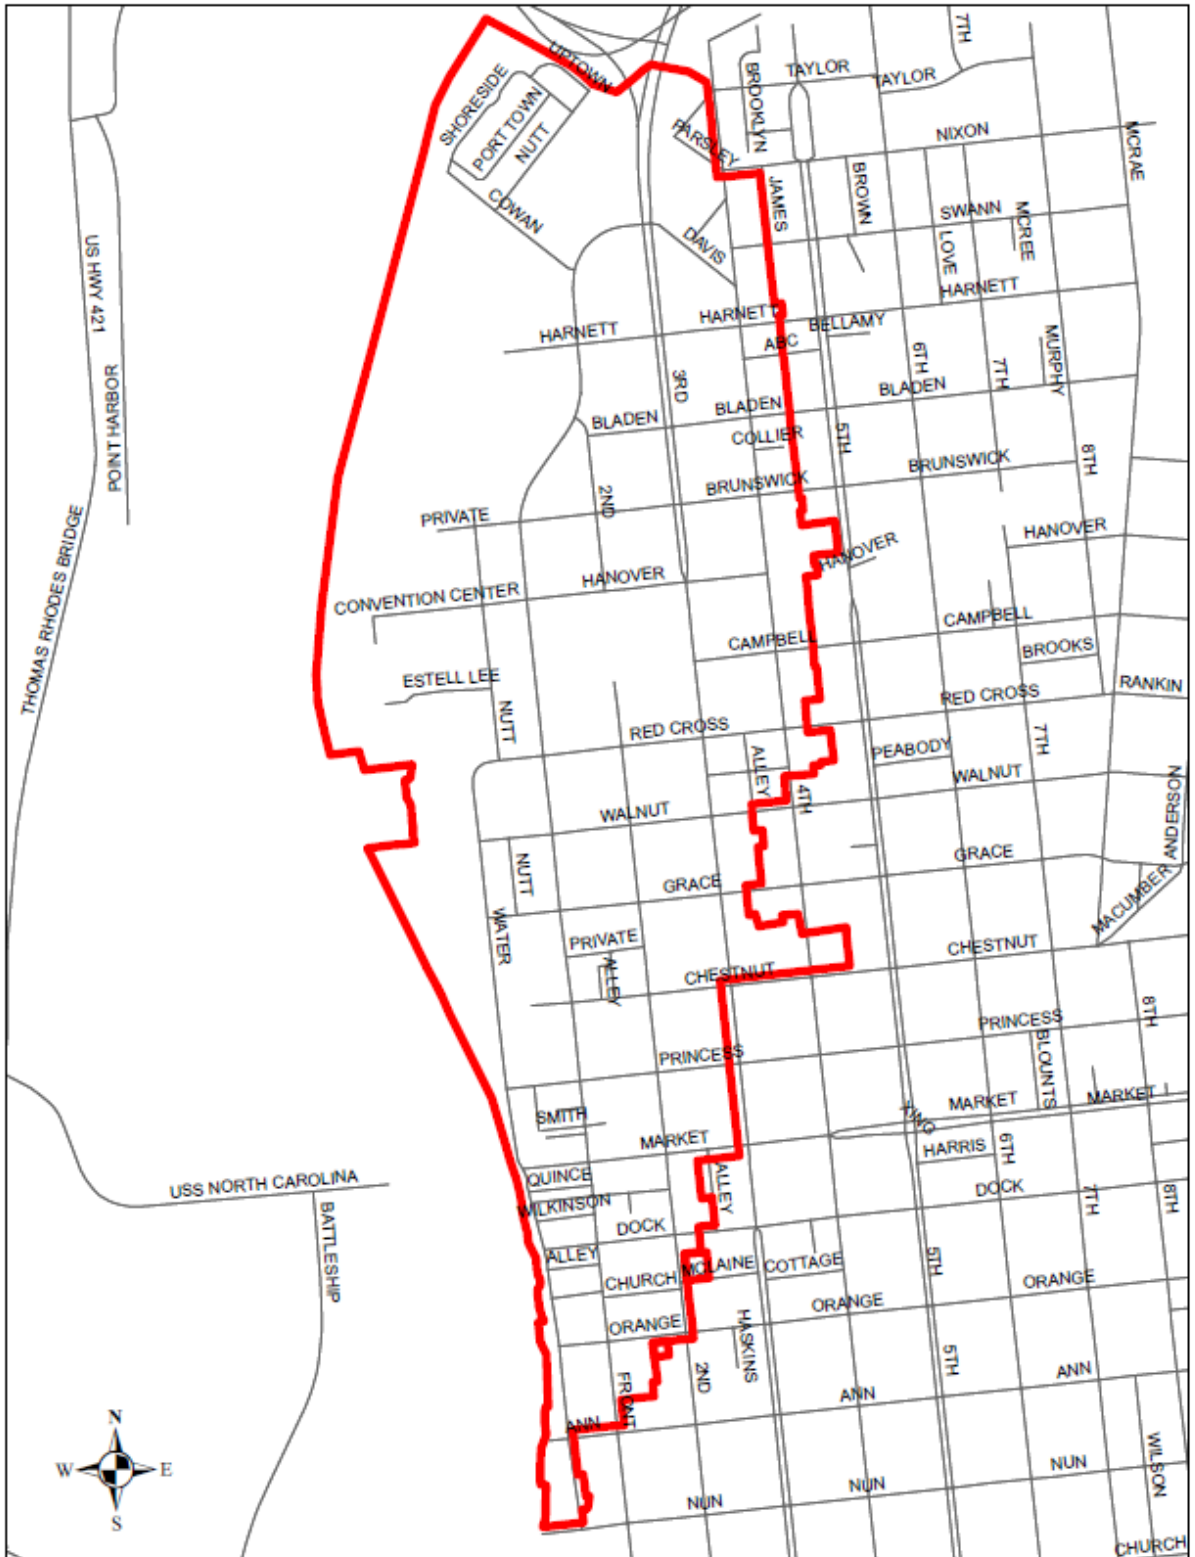 7TH
UPTOWN
TAYLOR
TAYLOR
BROOKLYN
SHORESIDE
PORT TOWN
NUTT
PARSLEY
NIXON
MCRAE
COWAN
JAMES
BROWN
SWANN
MCREE
DAVIS
LOVE
US HWY 421
HARNETT
HARNETT
HARNETT
BELLAMY
ABC
3RD
6TH
7TH
MURPHY
POINT HARBOR
BLADEN
BLADEN
BLADEN
COLLIER
5TH
8TH
BRUNSWICK
BRUNSWICK
2ND
PRIVATE
HANOVER
HANOVER
HANOVER
THOMAS RHODES BRIDGE
CONVENTION CENTER
CAMPBELL
CAMPBELL
BROOKS
ESTELL LEE
RANKIN
NUTT
RED CROSS
RED CROSS
7TH
PEABODY
ALLEY
WALNUT
WALNUT
4TH
ANDERSON
NUTT
GRACE
GRACE
MACUMBER
WATER
PRIVATE
ALLEY
CHESTNUT
CHESTNUT
8TH
PRINCESS
PRINCESS
BLOUNTS
SMITH
MARKET
MARKET
MARKET
KING
HARRIS
6TH
QUINCE
ALLEY
USS NORTH CAROLINA
WILKINSON
DOCK
DOCK
7TH
8TH
BATTLESHIP
ALLEY
MCLAINE
COTTAGE
5TH
CHURCH
ORANGE
ORANGE
ORANGE
HASKINS
2ND
5TH
FRONT
ANN
ANN
ANN
N
W
E
S
NUN
NUN
NUN
WILSON
CHURCH